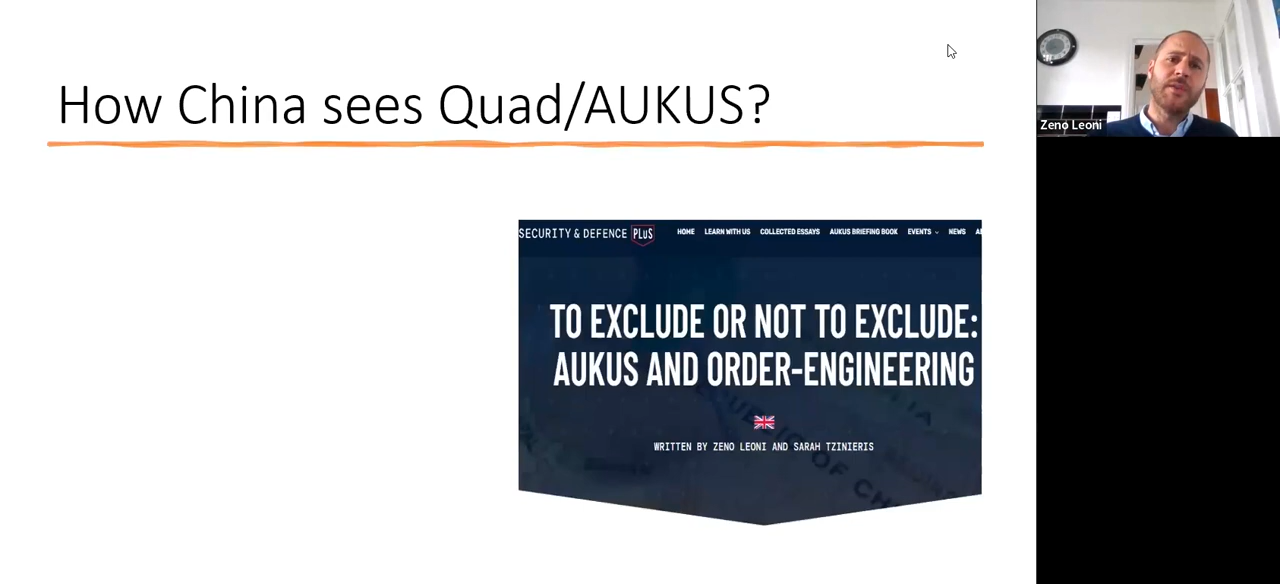 How China sees Quad/AUKUS?
Zeno Leoni
SECURITY & DEFENCE PLuS
HOME LEARN WITH US COLLECTED ESSAYS AUKUS BRIEFING BOOK EVENTS NEWS
TO EXCLUDE OR NOT TO EXCLUDE:
AUKUS AND ORDER-ENGINEERING
WRITTEN BY ZENO LEONI AND SARAH TZINIERIS